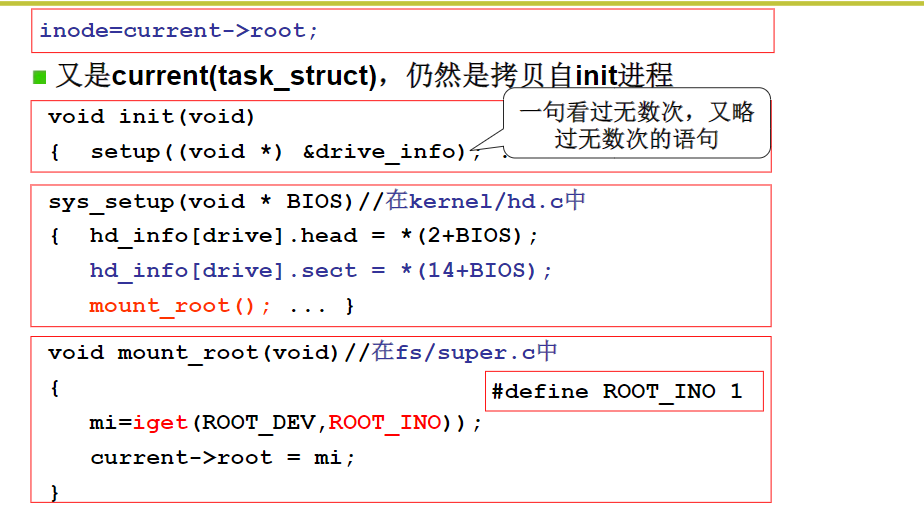 inode=current->root;
又是current(task_struct)，仍然是拷贝自init进程
void init(void)
{ setup((void *) &drive_info); .
一句看过无数次，又略
过无数次的语句
sys_setup(void * BIOS)//在kernel/hd.c中
{ hd_info[drive].head = *(2+BIOS);
hd_info[drive].sect = *(14+BIOS);
mount_root(); ... }
void mount_root(void)//在fs/super.c中
{
#define ROOT_INO 1
mi=iget(ROOT_DEV,ROOT_INO));
current->root = mi;
}